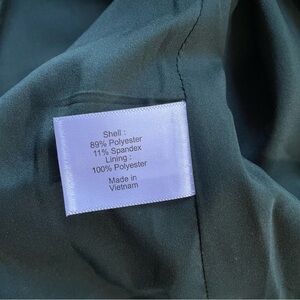 Shell :
89% Polyester
11% Spandex
Lining :
100% Polyester
Made in
Vietnam